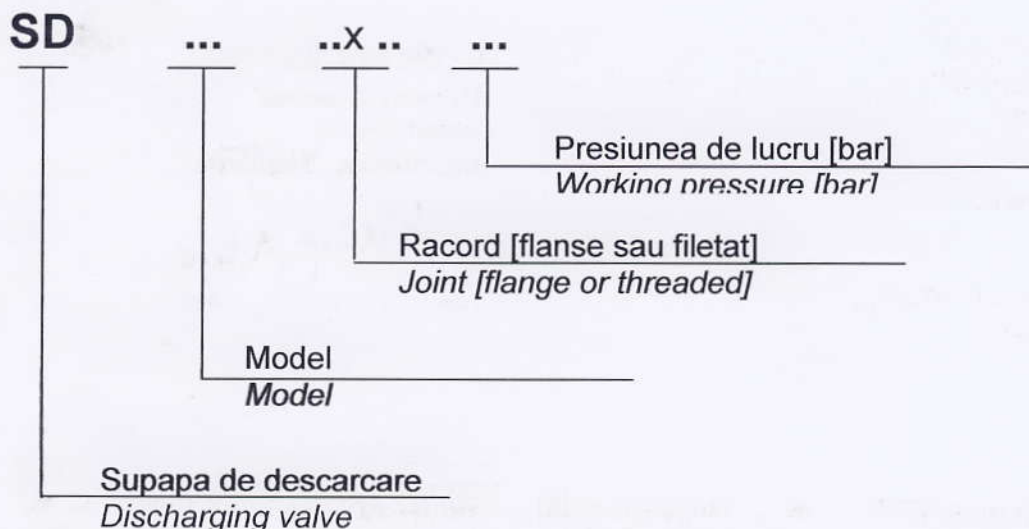 SD ... ..x .. ...
Presiunea de lucru [bar]
Working pressure [bar]
Racord [flanse sau filetat]
Joint [flange or threaded]
Model
Model
Supapa de descarcare
Discharging valve